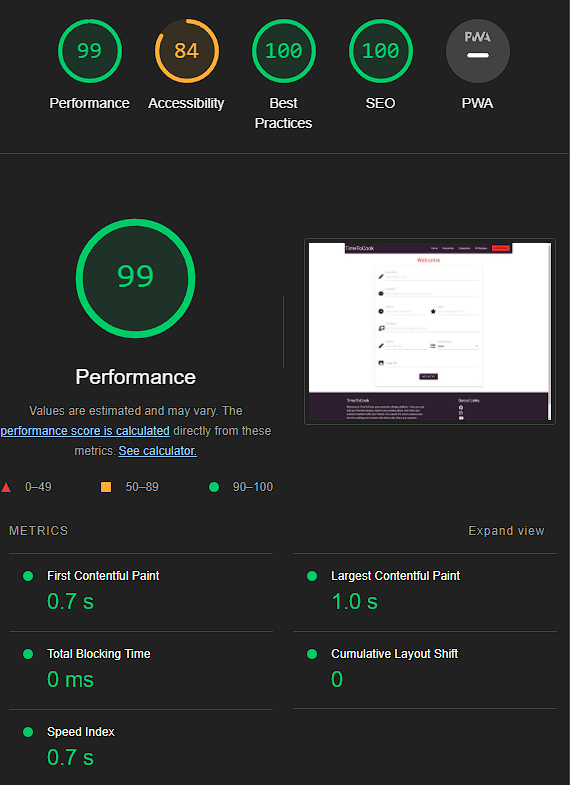 99
84
100
100
PWA
Performance
Accessibility
Best
Practices
SEO
PWA
99
TimeToCook
Welcome
TimeToCook
Social Links
Performance
Values are estimated and may vary. The
performance score is calculated directly from these
metrics. See calculator.
0–49
50–89
90–100
METRICS
Expand view
First Contentful Paint
0.7 s
Largest Contentful Paint
1.0 s
Total Blocking Time
0 ms
Cumulative Layout Shift
0
Speed Index
0.7 s